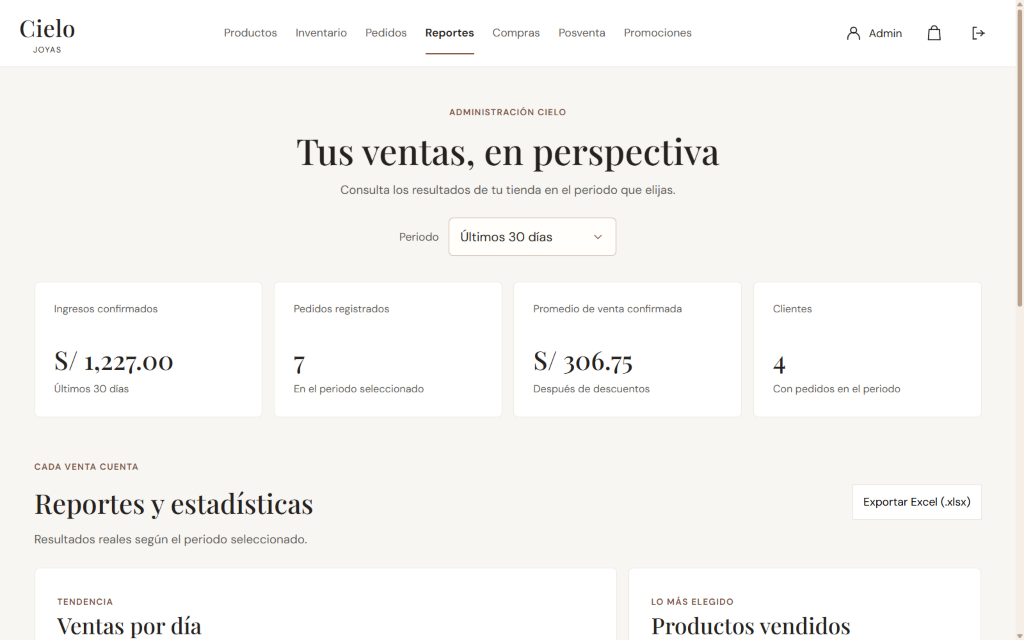 Cielo
JOYAS
Productos Inventario Pedidos Reportes Compras Posventa Promociones
Admin
ADMINISTRACIÓN CIELO
Tus ventas, en perspectiva
Consulta los resultados de tu tienda en el periodo que elijas.
Periodo Últimos 30 días
Ingresos confirmados
S/ 1,227.00
Últimos 30 días
Pedidos registrados
7
En el periodo seleccionado
Promedio de venta confirmada
S/ 306.75
Después de descuentos
Clientes
4
Con pedidos en el periodo
CADA VENTA CUENTA
Reportes y estadísticas
Resultados reales según el periodo seleccionado.
Exportar Excel (.xlsx)
TENDENCIA
Ventas por día
LO MÁS ELEGIDO
Productos vendidos